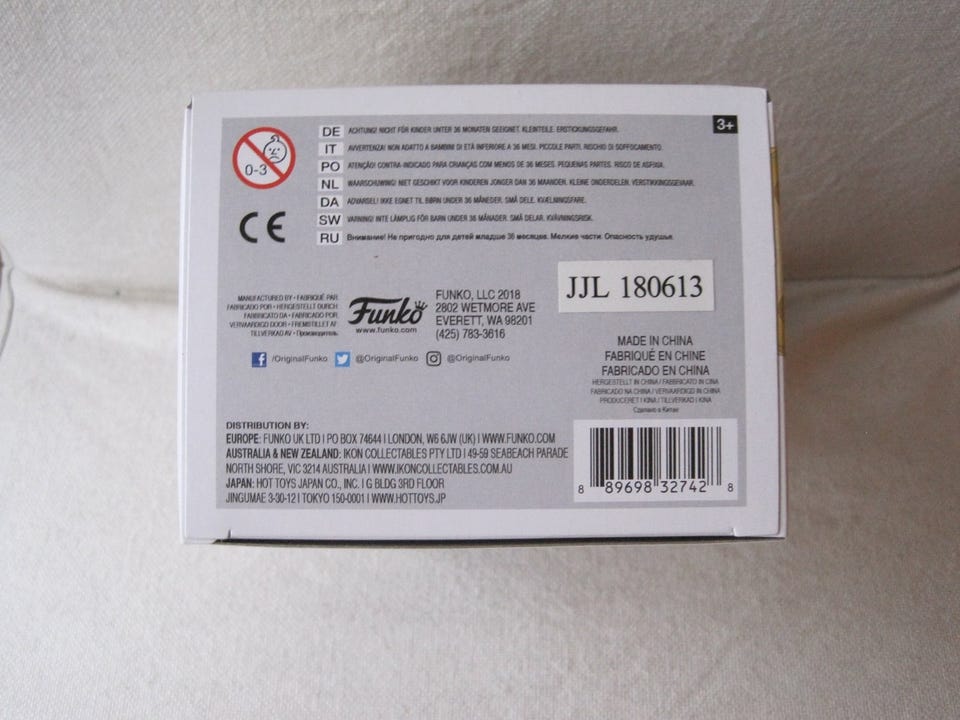 3+
0-3
DE ACHTUNG! NICHT FÜR KINDER UNTER 36 MONATEN GEEIGNET. KLEINTEILE. ERSTICKUNGSGEFAHR.
IT AVVERTENZA! NON ADATTO A BAMBINI DI ETÀ INFERIORE A 36 MESI. PICCOLE PARTI. RISCHIO DI SOFFOCAMENTO.
PO ATENÇÃO! CONTRA-INDICADO PARA CRIANÇAS COM MENOS DE 36 MESES. PEQUENAS PARTES. RISCO DE ASFIXIA.
NL WAARSCHUWING! NIET GESCHIKT VOOR KINDEREN JONGER DAN 36 MAANDEN. KLEINE ONDERDELEN. VERSTIKKINGSGEVAAR.
DA ADVARSEL! IKKE EGNET TIL BØRN UNDER 36 MÅNEDER. SMÅ DELE. KVÆLNINGSFARE.
SW VARNING! INTE LÄMPLIG FÖR BARN UNDER 36 MÅNADER. SMÅ DELAR. KVÄVNINGSRISK.
RU Внимание! Не пригодно для детей младше 36 месяцев. Мелкие части. Опасность удушья.
CE
MANUFACTURED BY • FABRIQUÉ PAR
FABRICADO POR • HERGESTELLT DURCH
FABBRICATO DA • FABRICADO POR
VERVAARDIGD DOOR • FREMSTILLET AF
TILLVERKAD AV • Производитель
Funko
www.funko.com
FUNKO, LLC 2018
2802 WETMORE AVE
EVERETT, WA 98201
(425) 783-3616
JJL 180613
/OriginalFunko @OriginalFunko @OriginalFunko
MADE IN CHINA
FABRIQUÉ EN CHINE
FABRICADO EN CHINA
HERGESTELLT IN CHINA / FABBRICATO IN CINA
FABRICADO NA CHINA / VERVAARDIGD IN CHINA
PRODUCERET I KINA / TILLVERKAD I KINA
Сделано в Китае
DISTRIBUTION BY:
EUROPE: FUNKO UK LTD | PO BOX 74644 | LONDON, W6 6JW (UK) | WWW.FUNKO.COM
AUSTRALIA & NEW ZEALAND: IKON COLLECTABLES PTY LTD | 49-59 SEABEACH PARADE
NORTH SHORE, VIC 3214 AUSTRALIA | WWW.IKONCOLLECTABLES.COM.AU
JAPAN: HOT TOYS JAPAN CO., INC. | G BLDG 3RD FLOOR
JINGUMAE 3-30-12 | TOKYO 150-0001 | WWW.HOTTOYS.JP
8 89698 32742 8